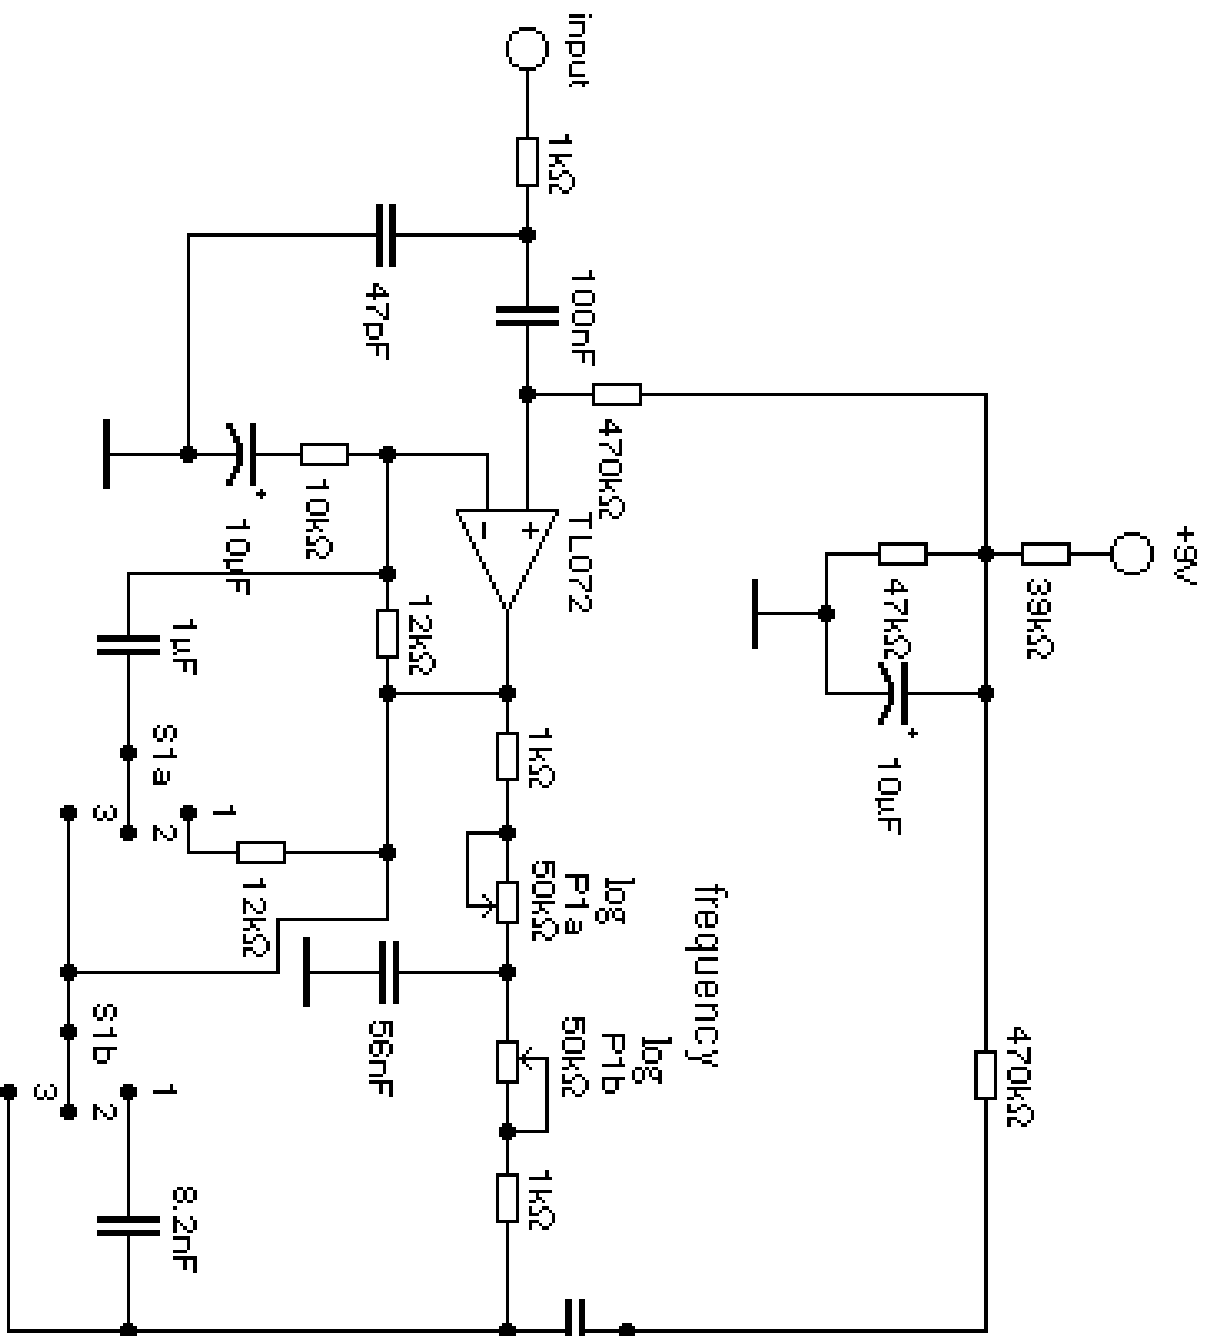 +9V
39kΩ
470kΩ
47kΩ
+
10µF
frequency
log
P1a
50kΩ
log
P1b
50kΩ
470kΩ
input
1kΩ
100nF
TL072
+
-
1kΩ
1kΩ
47pF
12kΩ
56nF
10kΩ
+
10µF
12kΩ
1µF
S1a
1
2
3
8.2nF
S1b
1
2
3